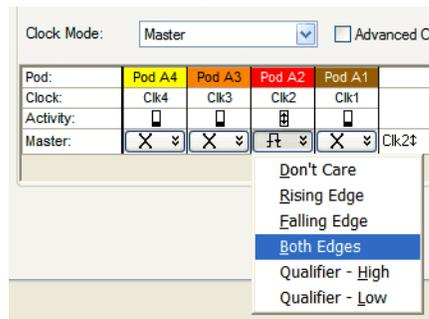 Clock Mode: Master Advanced C
Pod: Pod A4 Pod A3 Pod A2 Pod A1
Clock: Clk4 Clk3 Clk2 Clk1
Activity:
Master: X X X Clk2↕
Don't Care
Rising Edge
Falling Edge
Both Edges
Qualifier - High
Qualifier - Low